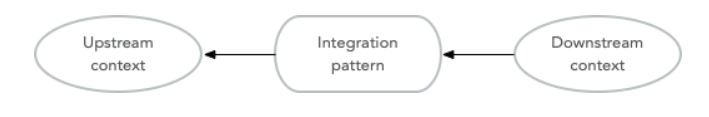 Upstream
context
Integration
pattern
Downstream
context